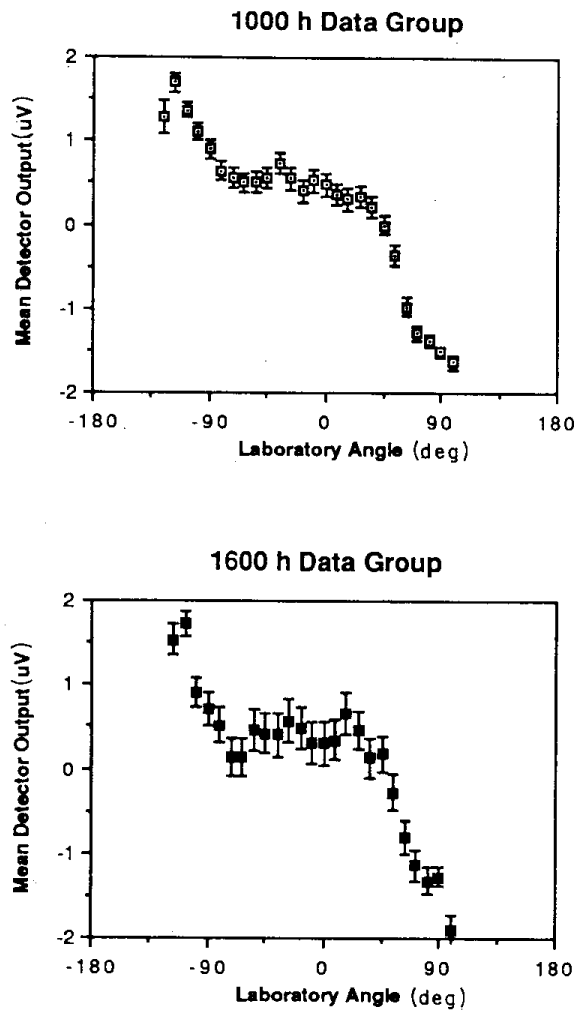 1000 h Data Group
2
1
0
-1
-2
Mean Detector Output(uV)
-180 -90 0 90 180
Laboratory Angle (deg)
1600 h Data Group
2
1
0
-1
-2
Mean Detector Output(uV)
-180 -90 0 90 180
Laboratory Angle (deg)